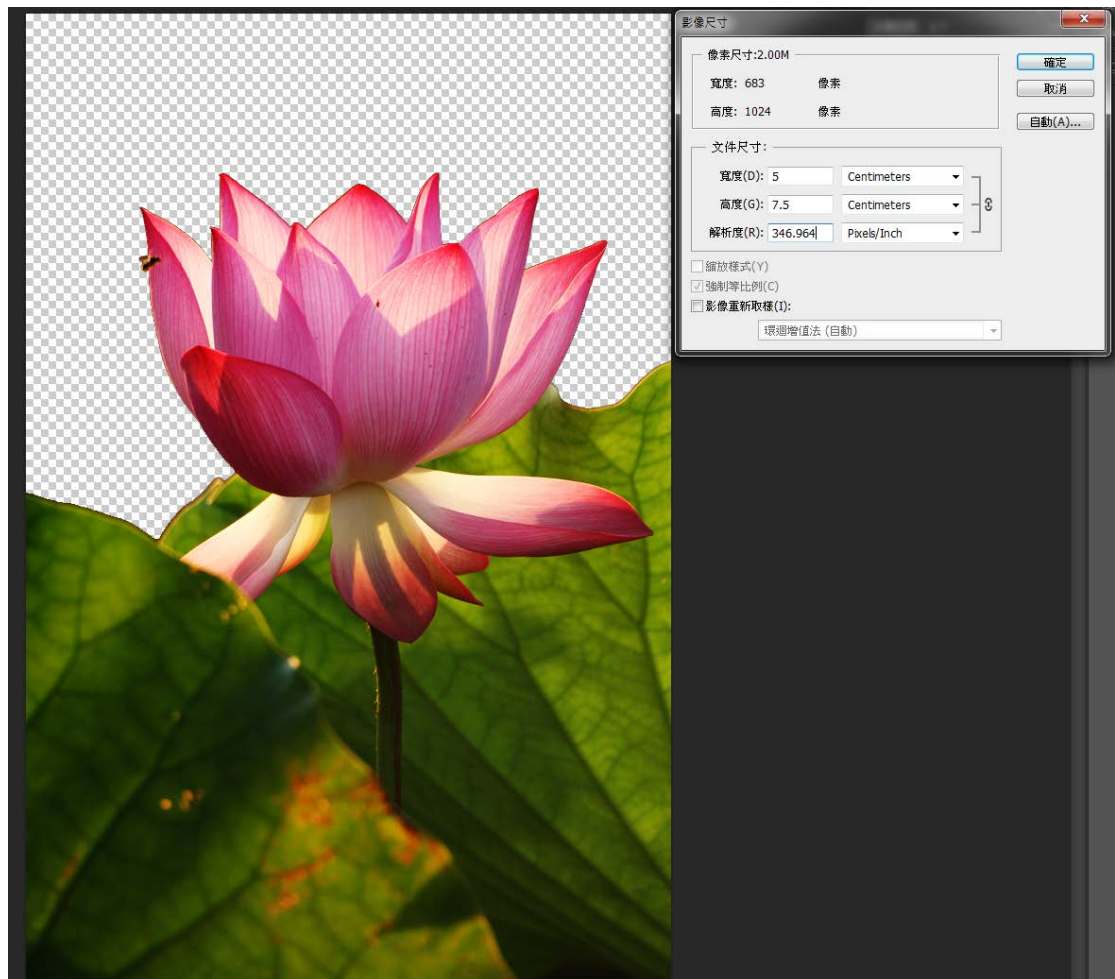 影像尺寸
像素尺寸:2.00M
寬度: 683 像素
高度: 1024 像素
確定
取消
自動(A)...
文件尺寸:
寬度(D): 5 Centimeters
高度(G): 7.5 Centimeters
解析度(R): 346.964 Pixels/Inch
縮放樣式(Y)
強制等比例(C)
影像重新取樣(I):
環迴增值法 (自動)